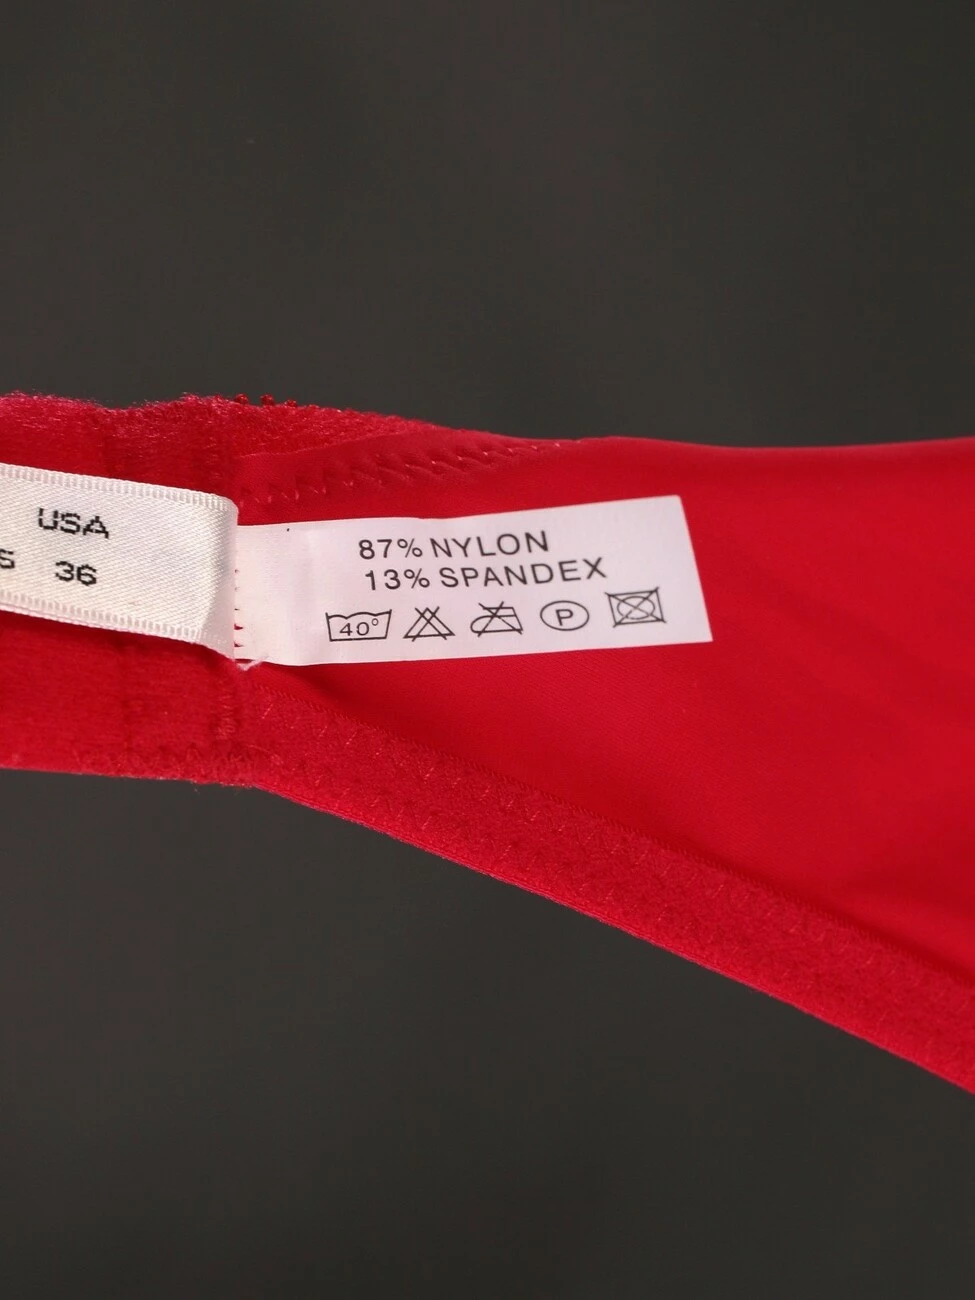 USA
36
87% NYLON
13% SPANDEX
40°
P